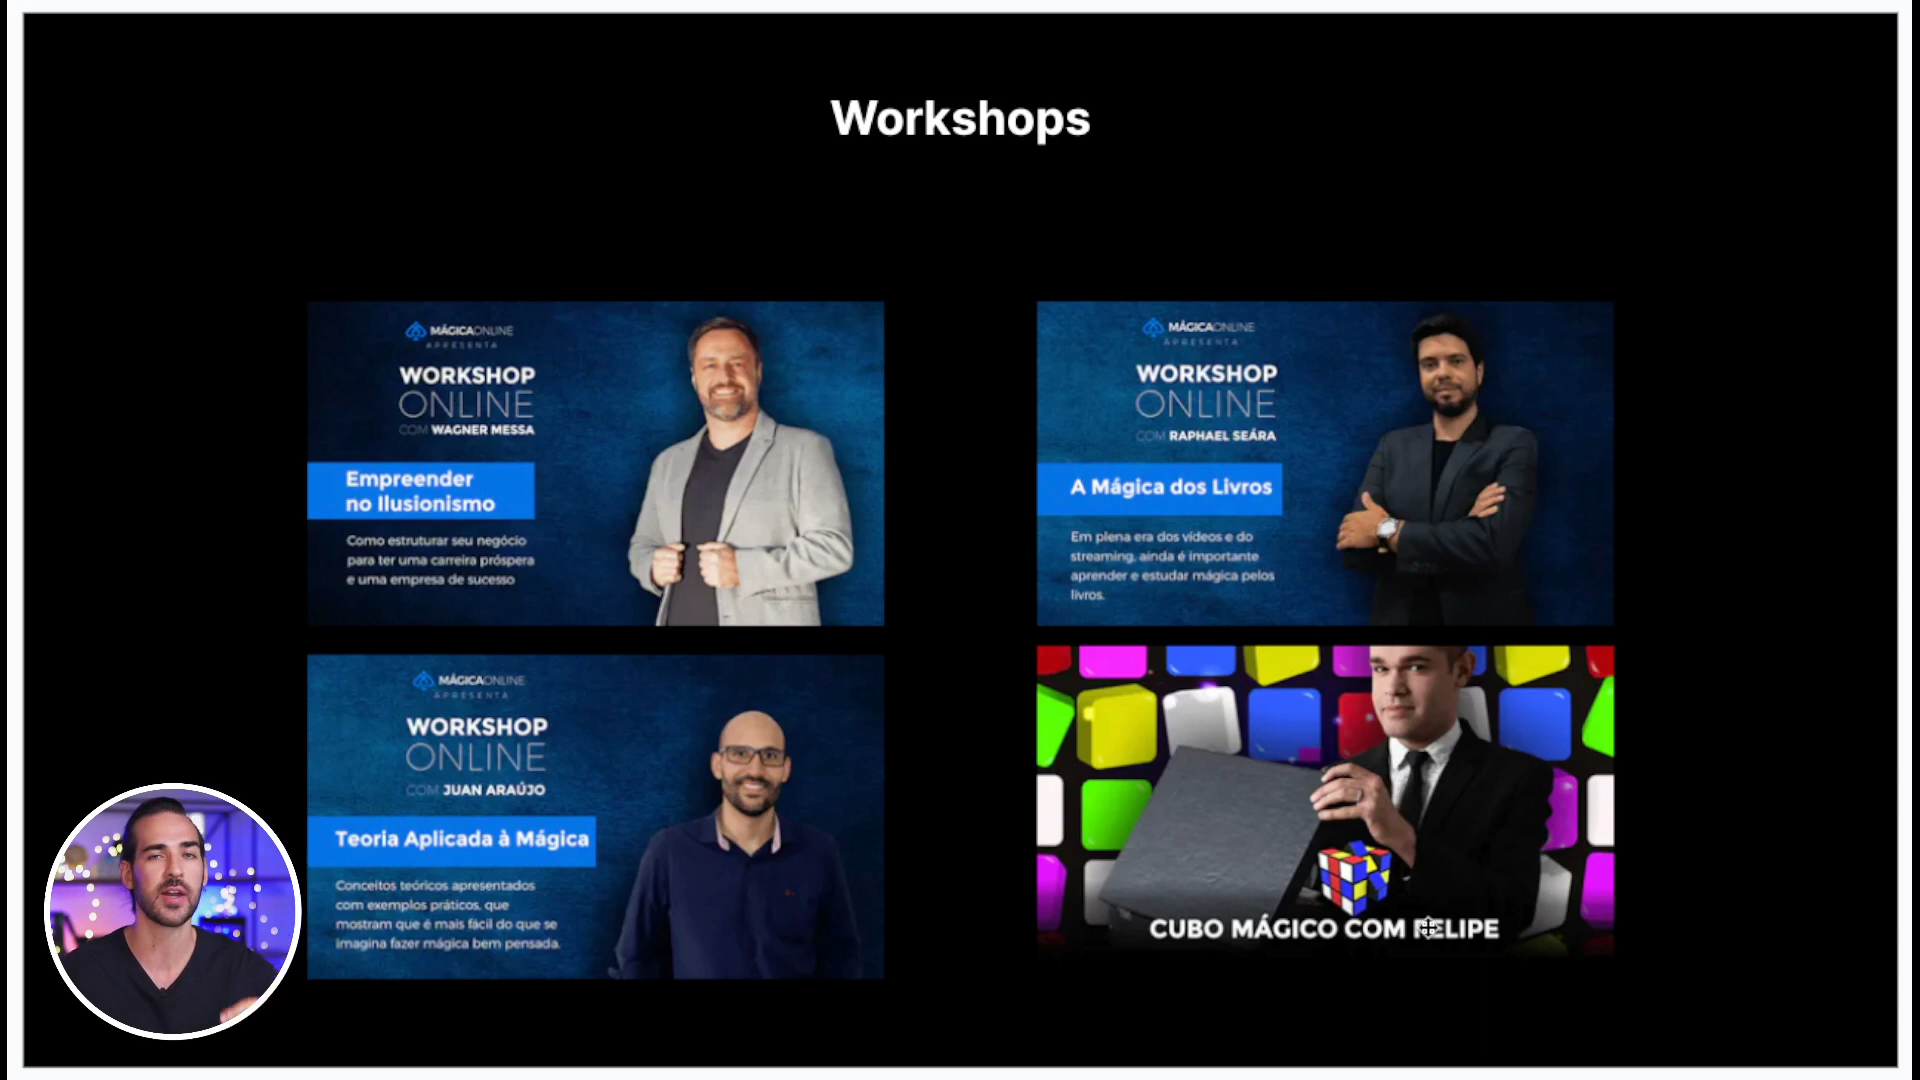 Workshops
MÁGICAONLINE
APRESENTA
WORKSHOP
ONLINE
COM WAGNER MESSA
Empreender
no Ilusionismo
Como estruturar seu negócio
para ter uma carreira próspera
e uma empresa de sucesso
MÁGICAONLINE
APRESENTA
WORKSHOP
ONLINE
COM RAPHAEL SEÁRA
A Mágica dos Livros
Em plena era dos vídeos e do
streaming, ainda é importante
aprender e estudar mágica pelos
livros.
MÁGICAONLINE
APRESENTA
WORKSHOP
ONLINE
COM JUAN ARAÚJO
Teoria Aplicada à Mágica
Conceitos teóricos apresentados
com exemplos práticos, que
mostram que é mais fácil do que se
imagina fazer mágica bem pensada.
CUBO MÁGICO COM FELIPE